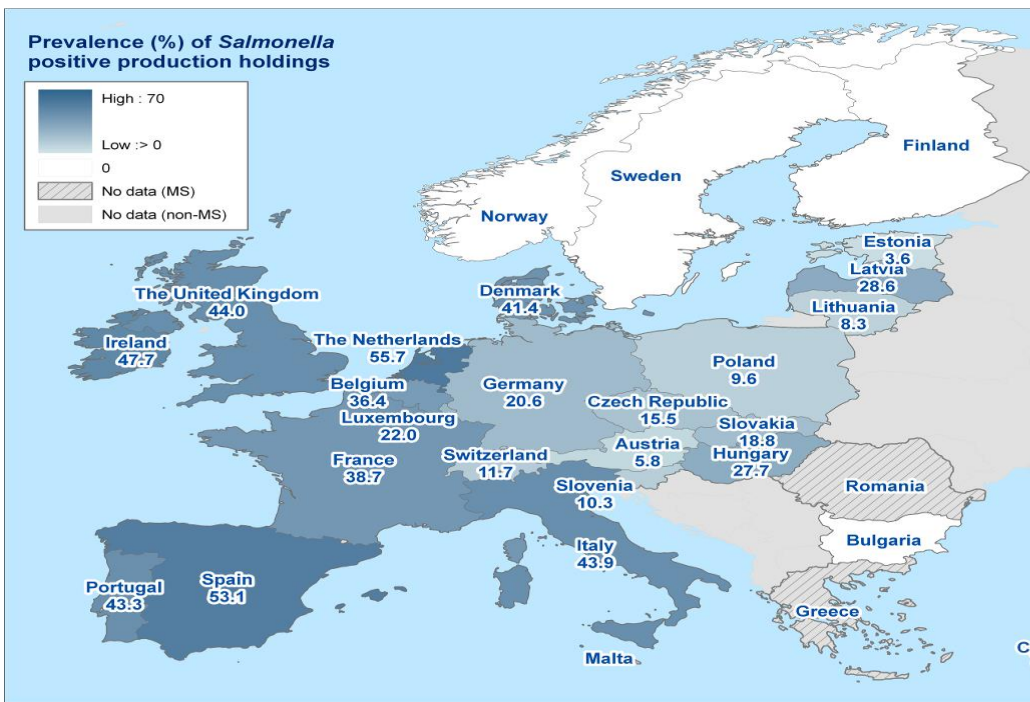 Prevalence (%) of Salmonella
positive production holdings
High : 70
Low :> 0
0
No data (MS)
No data (non-MS)
Finland
Sweden
Norway
Estonia
3.6
Latvia
28.6
Lithuania
8.3
Denmark
41.4
The United Kingdom
44.0
Ireland
47.7
The Netherlands
55.7
Belgium
36.4
Luxembourg
22.0
Germany
20.6
Poland
9.6
Czech Republic
15.5
Slovakia
18.8
Hungary
27.7
Austria
5.8
Switzerland
11.7
France
38.7
Slovenia
10.3
Romania
Bulgaria
Italy
43.9
Spain
53.1
Portugal
43.3
Greece
Malta
C